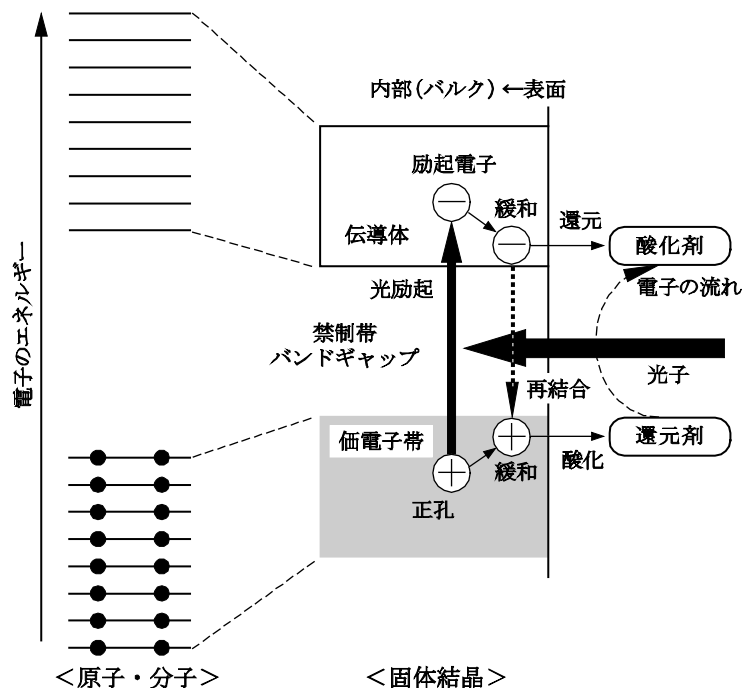 電子のエネルギー
内部(バルク)←表面
励起電子
緩和
還元
酸化剤
伝導体
光励起
電子の流れ
禁制帯
バンドギャップ
光子
再結合
価電子帯
還元剤
緩和
酸化
正孔
<原子・分子>
<固体結晶>